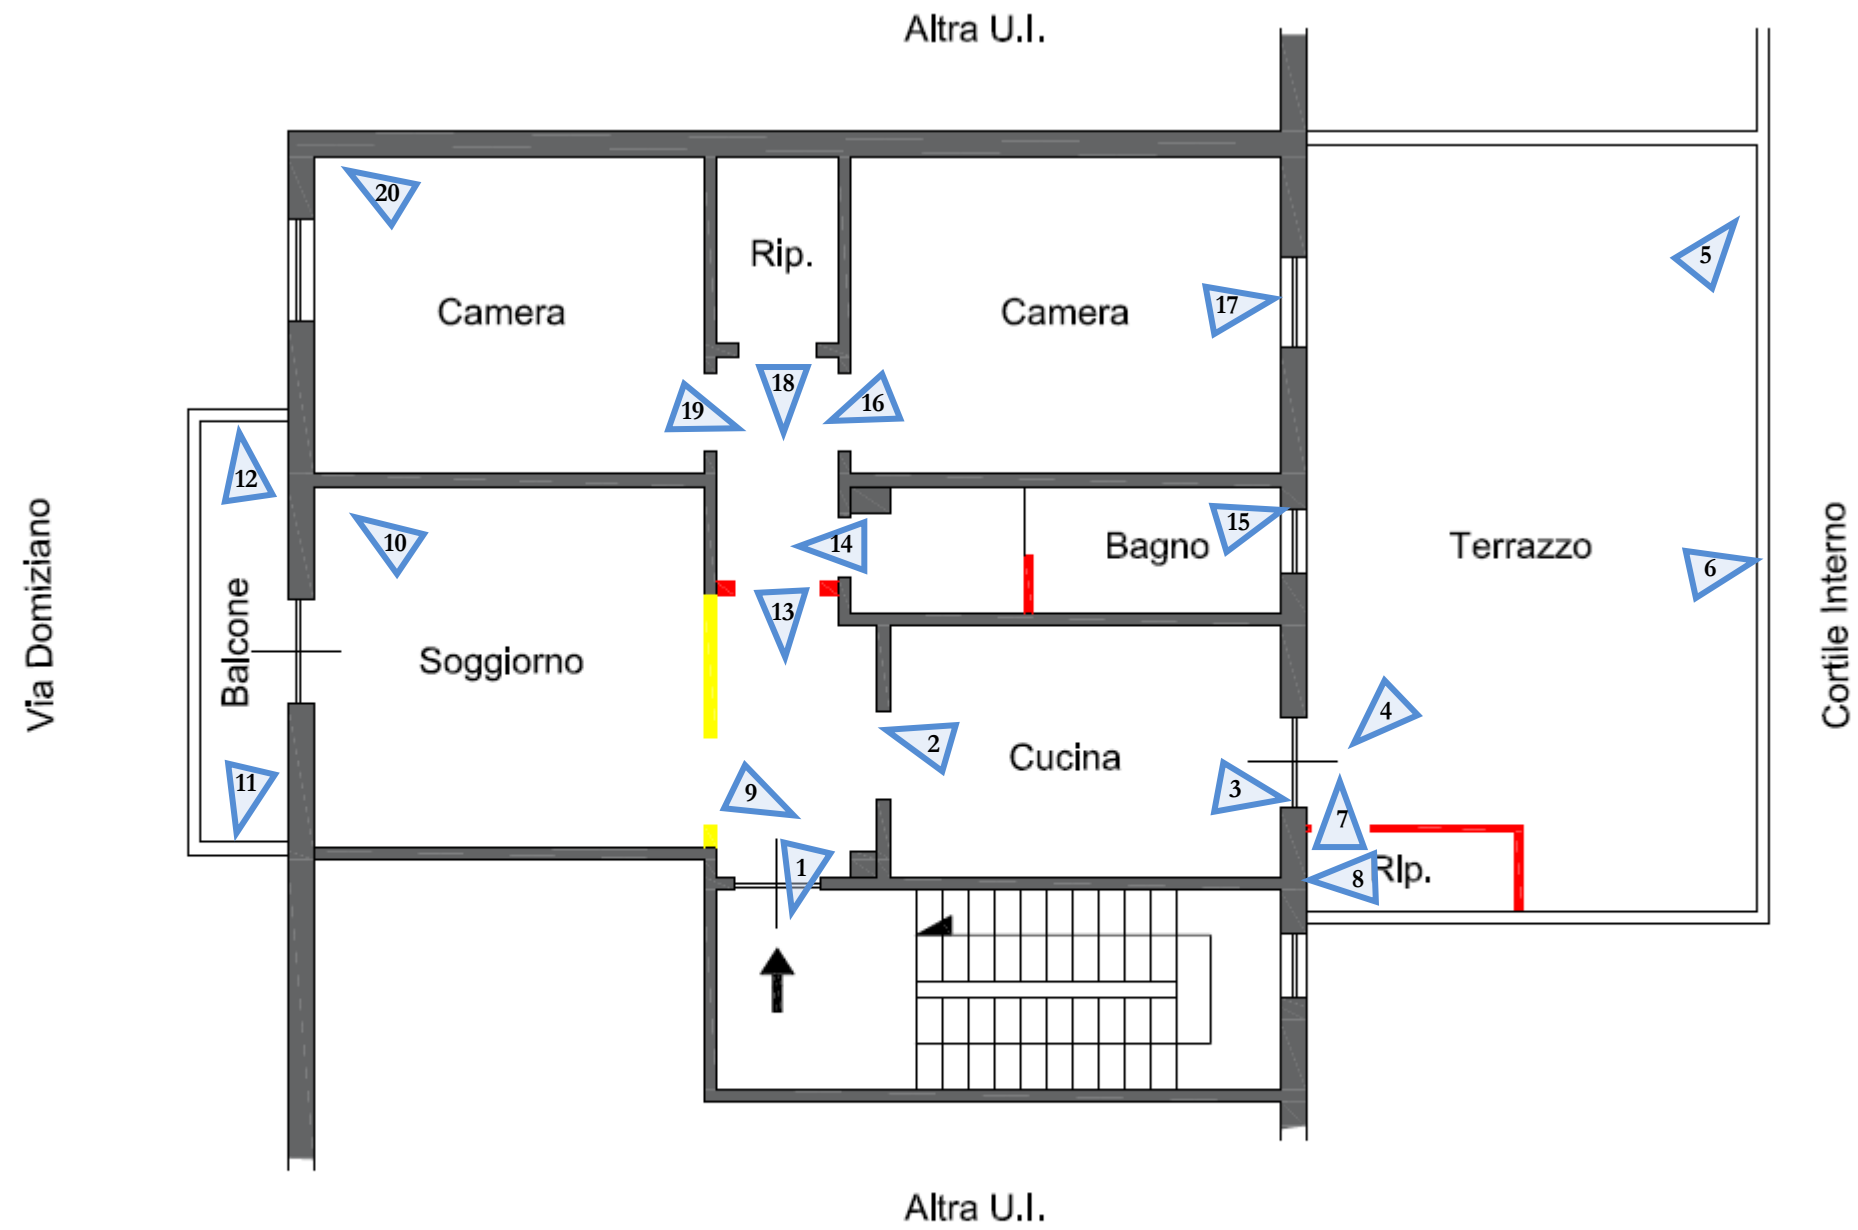 Altra U.I.
20
Rip.
5
Camera
Camera
17
18
19
16
12
10
15
14
Bagno
Terrazzo
6
13
Via Domiziano
Balcone
Soggiorno
Cortile Interno
4
2
Cucina
11
9
3
7
1
8
RIp.
Altra U.I.